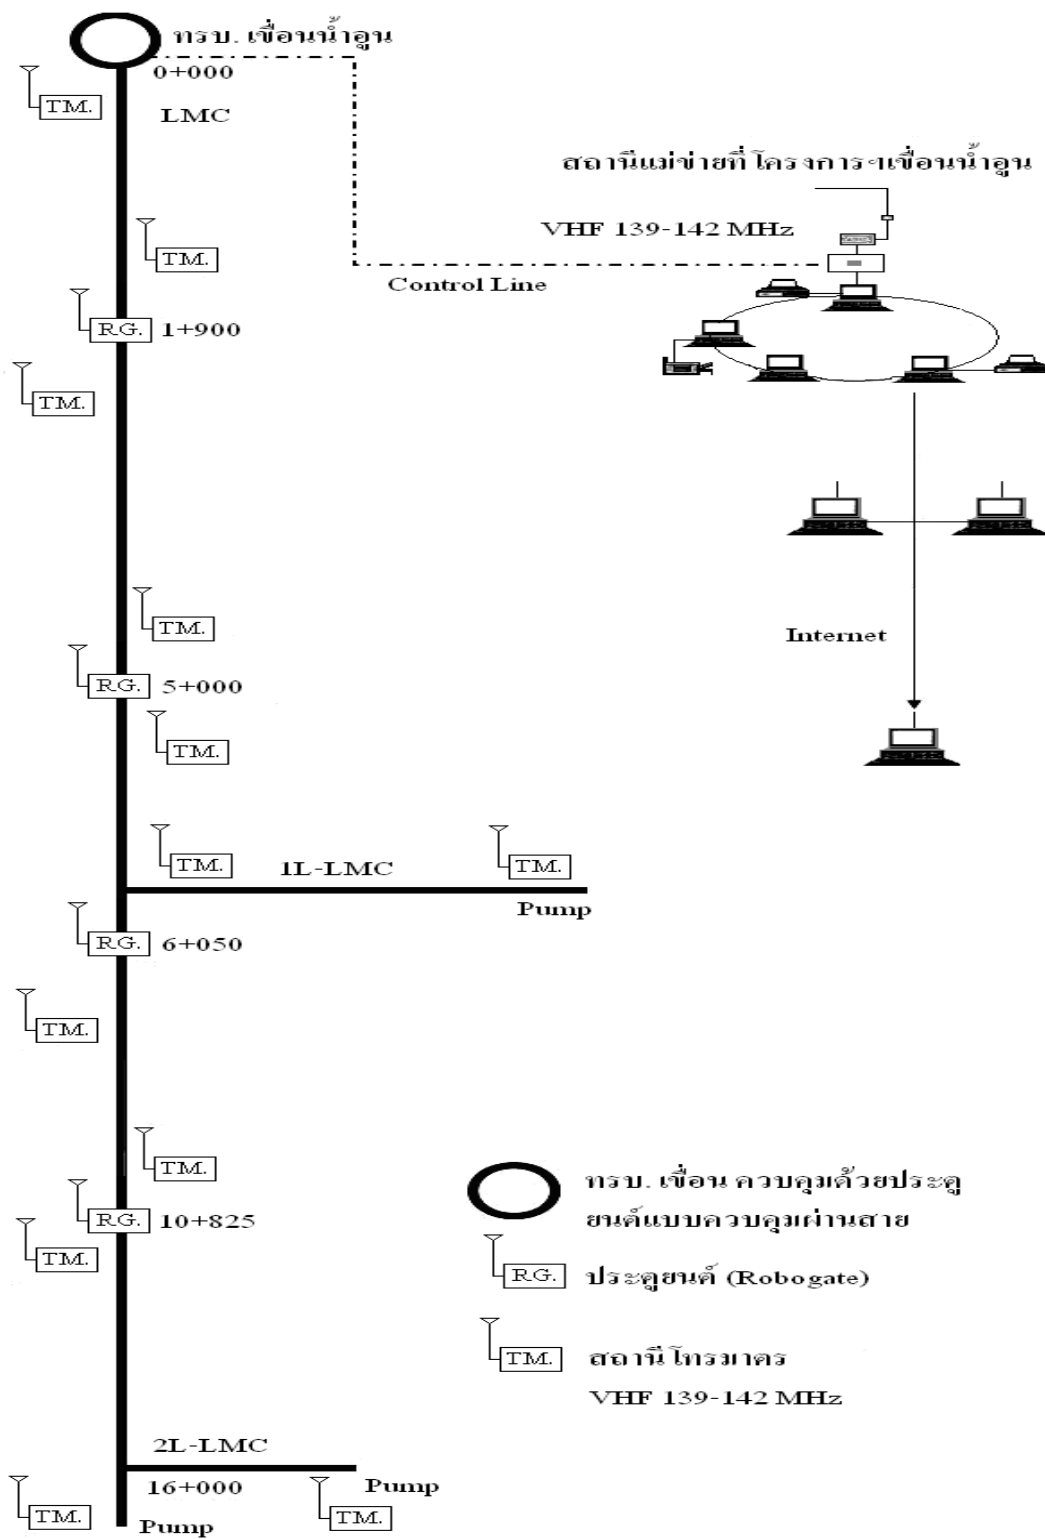 ทรบ. เขื่อนน้ำอูน
0+000
TM.
LMC
สถานีแม่ข่ายที่โครงการฯเขื่อนน้ำอูน
VHF 139-142 MHz
TM.
Control Line
RG. 1+900
TM.
TM.
Internet
RG. 5+000
TM.
TM.
1L-LMC
TM.
Pump
RG. 6+050
TM.
TM.
RG. 10+825
TM.
ทรบ. เขื่อน ควบคุมด้วยประตู
ยนต์แบบควบคุมผ่านสาย
RG. ประตูยนต์ (Robogate)
TM. สถานีโทรมาตร
VHF 139-142 MHz
2L-LMC
16+000
Pump
TM.
TM.
Pump